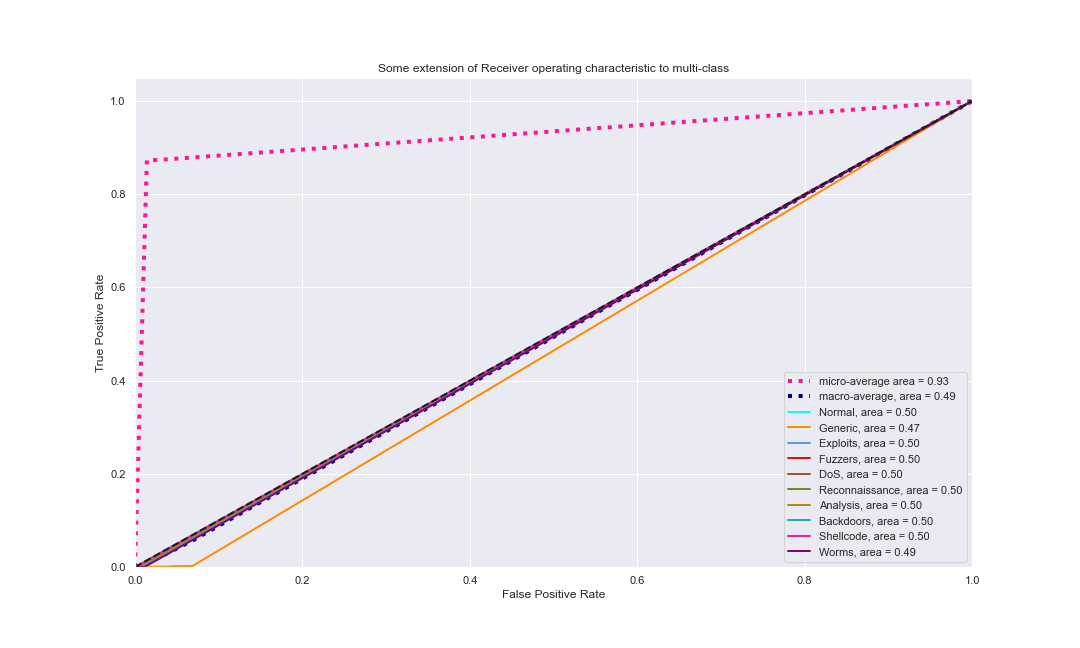 Some extension of Receiver operating characteristic to multi-class
1.0
0.8
0.6
0.4
0.2
0.0
True Positive Rate
0.0 0.2 0.4 0.6 0.8 1.0
False Positive Rate
micro-average area = 0.93
macro-average, area = 0.49
Normal, area = 0.50
Generic, area = 0.47
Exploits, area = 0.50
Fuzzers, area = 0.50
DoS, area = 0.50
Reconnaissance, area = 0.50
Analysis, area = 0.50
Backdoors, area = 0.50
Shellcode, area = 0.50
Worms, area = 0.49